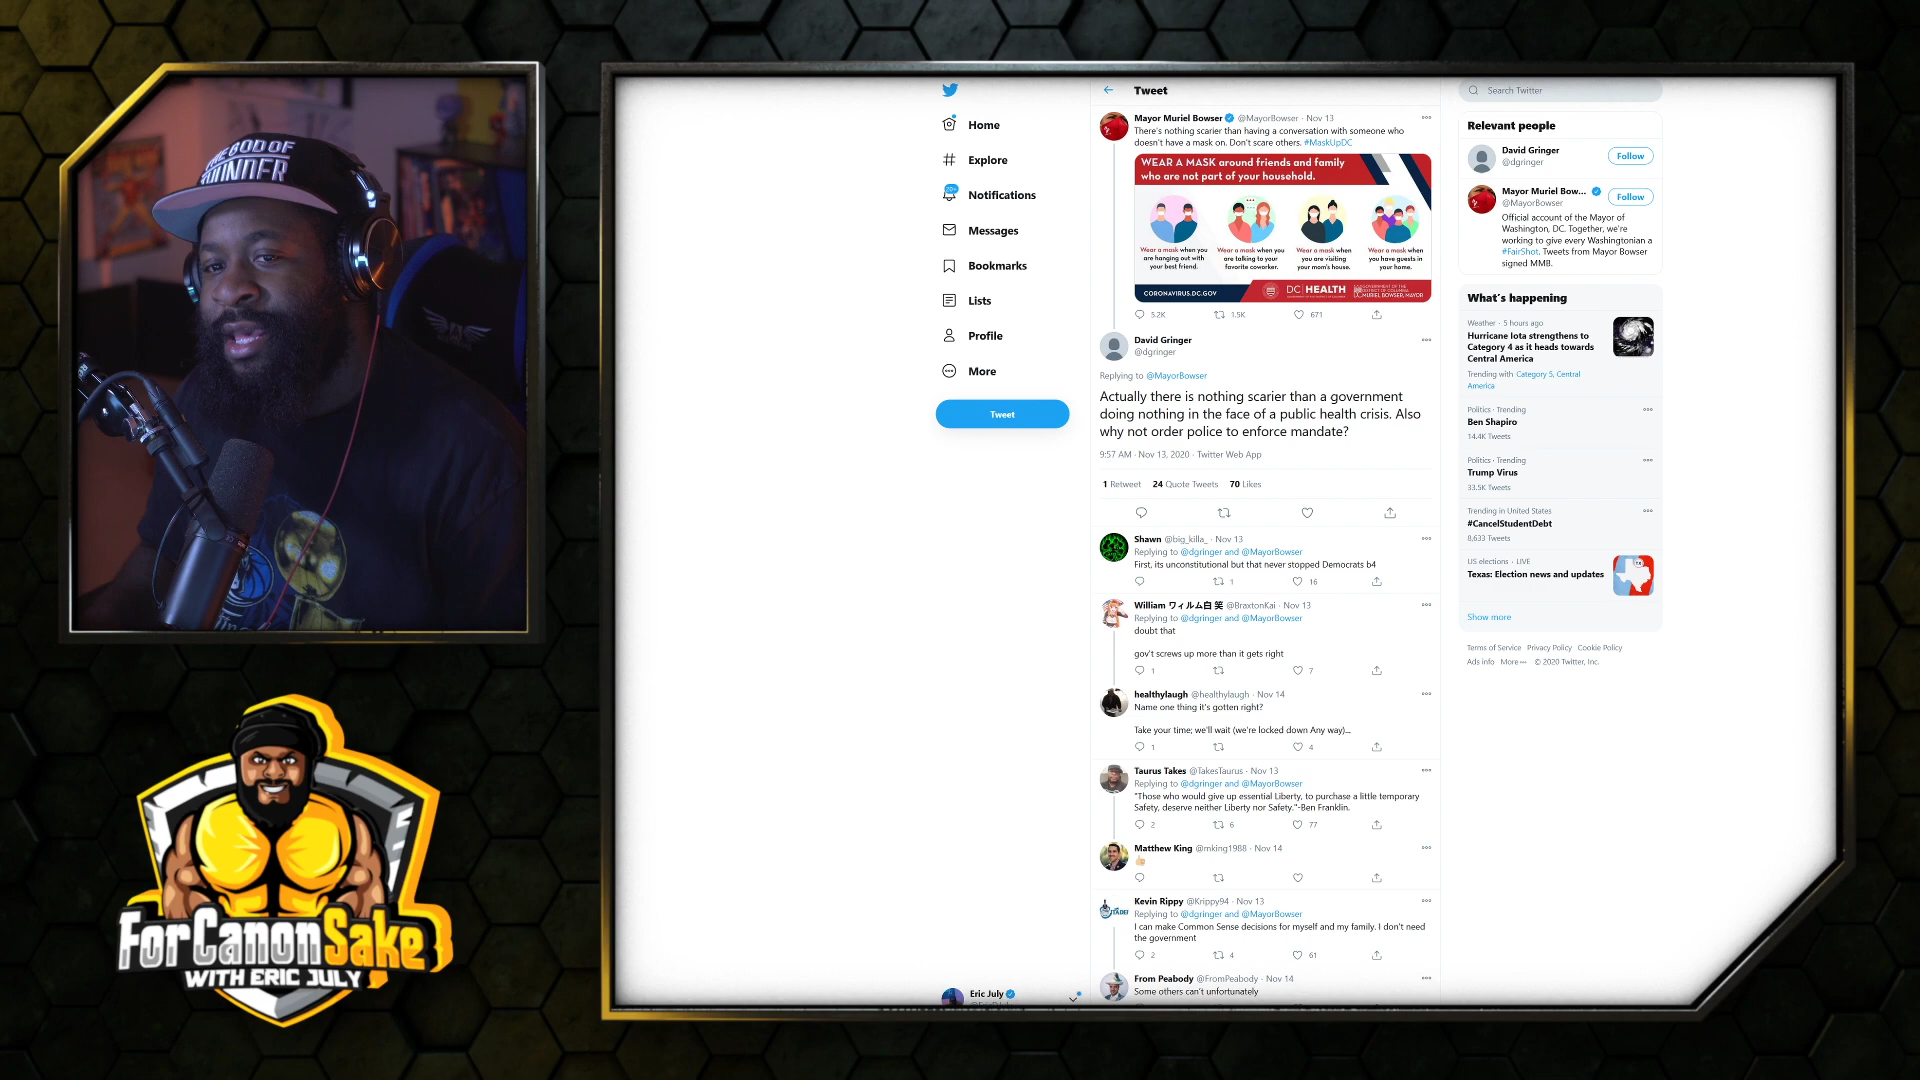 THE GOD OF
THUNDER
ForCanonSake
WITH ERIC JULY
Home
Explore
20+
Notifications
Messages
Bookmarks
Lists
Profile
More
Tweet
Eric July
Tweet
Mayor Muriel Bowser @MayorBowser · Nov 13
There's nothing scarier than having a conversation with someone who
doesn't have a mask on. Don't scare others. #MaskUpDC
WEAR A MASK around friends and family
who are not part of your household.
Wear a mask when you
are hanging out with
your best friend.
Wear a mask when you
are talking to your
favorite coworker.
Wear a mask when
you are visiting
your mom's house.
Wear a mask when
you have guests in
your home.
CORONAVIRUS.DC.GOV
DC HEALTH
MURIEL BOWSER, MAYOR
5.2K 1.5K 671
David Gringer
@dgringer
Replying to @MayorBowser
Actually there is nothing scarier than a government
doing nothing in the face of a public health crisis. Also
why not order police to enforce mandate?
9:57 AM · Nov 13, 2020 · Twitter Web App
1 Retweet 24 Quote Tweets 70 Likes
Shawn @big_killa_ · Nov 13
Replying to @dgringer and @MayorBowser
First, its unconstitutional but that never stopped Democrats b4
1 16
William ワィルム白 笑 @BraxtonKai · Nov 13
Replying to @dgringer and @MayorBowser
doubt that
gov't screws up more than it gets right
1 7
healthylaugh @healthylaugh · Nov 14
Name one thing it's gotten right?
Take your time; we'll wait (we're locked down Any way)...
1 4
Taurus Takes @TakesTaurus · Nov 13
Replying to @dgringer and @MayorBowser
"Those who would give up essential Liberty, to purchase a little temporary
Safety, deserve neither Liberty nor Safety."-Ben Franklin.
2 6 77
Matthew King @mking1988 · Nov 14
👍🏼
Kevin Rippy @Krippy94 · Nov 13
Replying to @dgringer and @MayorBowser
I can make Common Sense decisions for myself and my family. I don't need
the government
2 4 61
From Peabody @FromPeabody · Nov 14
Some others can't unfortunately
Search Twitter
Relevant people
David Gringer
@dgringer
Follow
Mayor Muriel Bow...
@MayorBowser
Follow
Official account of the Mayor of
Washington, DC. Together, we're
working to give every Washingtonian a
#FairShot. Tweets from Mayor Bowser
signed MMB.
What's happening
Weather · 5 hours ago
Hurricane Iota strengthens to
Category 4 as it heads towards
Central America
Trending with Category 5, Central
America
Politics · Trending
Ben Shapiro
14.4K Tweets
Politics · Trending
Trump Virus
33.5K Tweets
Trending in United States
#CancelStudentDebt
8,633 Tweets
US elections · LIVE
Texas: Election news and updates
Show more
Terms of Service Privacy Policy Cookie Policy
Ads info More © 2020 Twitter, Inc.